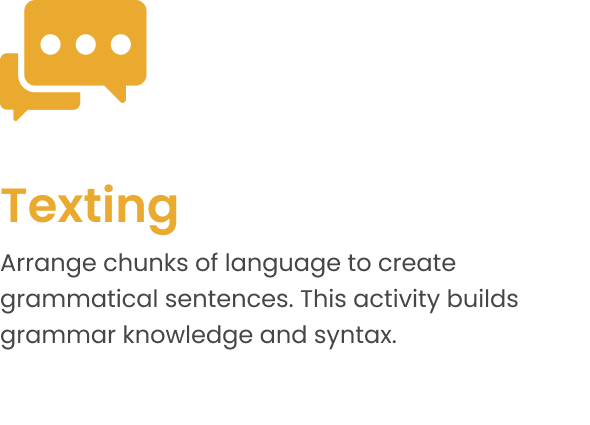 Texting
Arrange chunks of language to create
grammatical sentences. This activity builds
grammar knowledge and syntax.